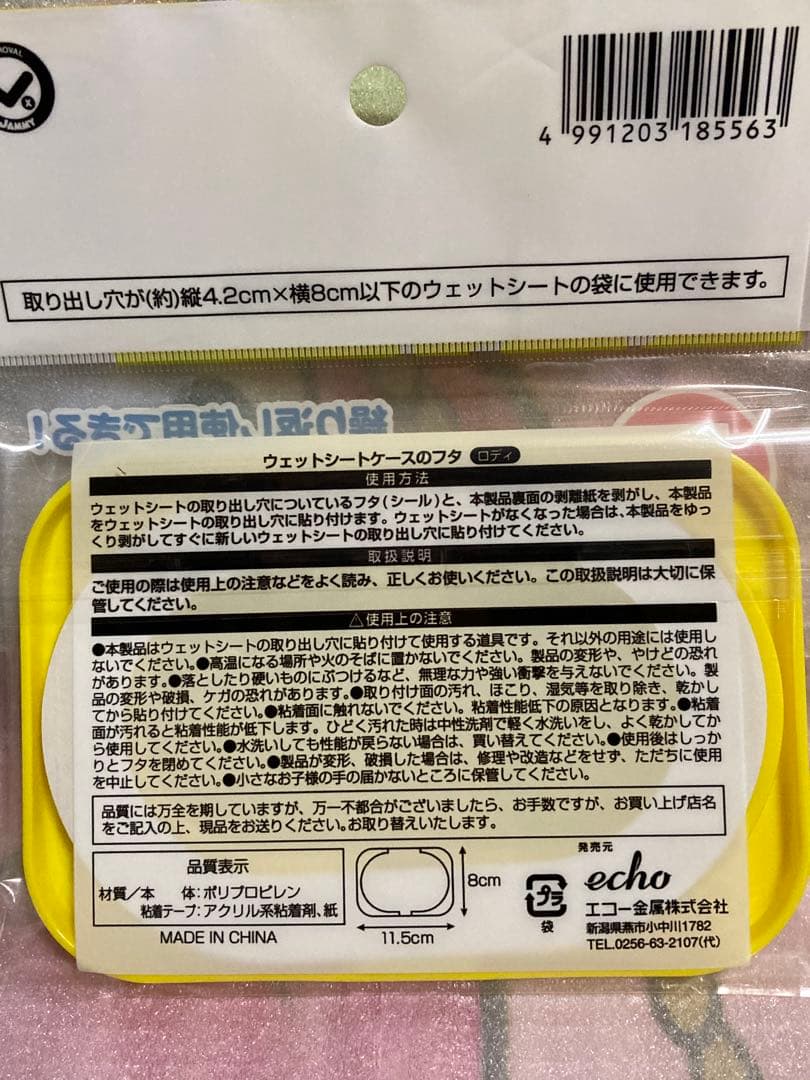 JAMMY
4 991203 185563
取り出し穴が(約)縦4.2cm×横8cm以下のウェットシートの袋に使用できます。
繰り返し使用できる!
ウェットシートケースのフタ ロディ
使用方法
ウェットシートの取り出し穴についているフタ(シール)と、本製品裏面の剥離紙を剥がし、本製品
をウェットシートの取り出し穴に貼り付けます。ウェットシートがなくなった場合は、本製品をゆっ
くり剥がしてすぐに新しいウェットシートの取り出し穴に貼り付けてください。
取扱説明
ご使用の際は使用上の注意などをよく読み、正しくお使いください。この取扱説明は大切に保
管してください。
⚠使用上の注意
●本製品はウェットシートの取り出し穴に貼り付けて使用する道具です。それ以外の用途には使用し
ないでください。●高温になる場所や火のそばに置かないでください。製品の変形や、やけどの恐れ
があります。●落としたり硬いものにぶつけるなど、無理な力や強い衝撃を与えないでください。製
品の変形や破損、ケガの恐れがあります。●取り付け面の汚れ、ほこり、湿気等を取り除き、乾かし
てから貼り付けてください。●粘着面に触れないでください。粘着性能低下の原因となります。●粘着
面が汚れると粘着性能が低下します。ひどく汚れた時は中性洗剤で軽く水洗いをし、よく乾かしてか
ら使用してください。●水洗いしても性能が戻らない場合は、買い替えてください。●使用後はしっか
りとフタを閉めてください。●製品が変形、破損した場合は、修理や改造などをせず、ただちに使用
を中止してください。●小さなお子様の手の届かないところに保管してください。
品質には万全を期していますが、万一不都合がございましたら、お手数ですが、お買い上げ店名
をご記入の上、現品をお送りください。お取り替えいたします。
品質表示
材質/本 体:ポリプロピレン
粘着テープ:アクリル系粘着剤、紙
MADE IN CHINA
8cm
11.5cm
プラ
袋
発売元
echo
エコー金属株式会社
新潟県燕市小中川1782
TEL.0256-63-2107(代)